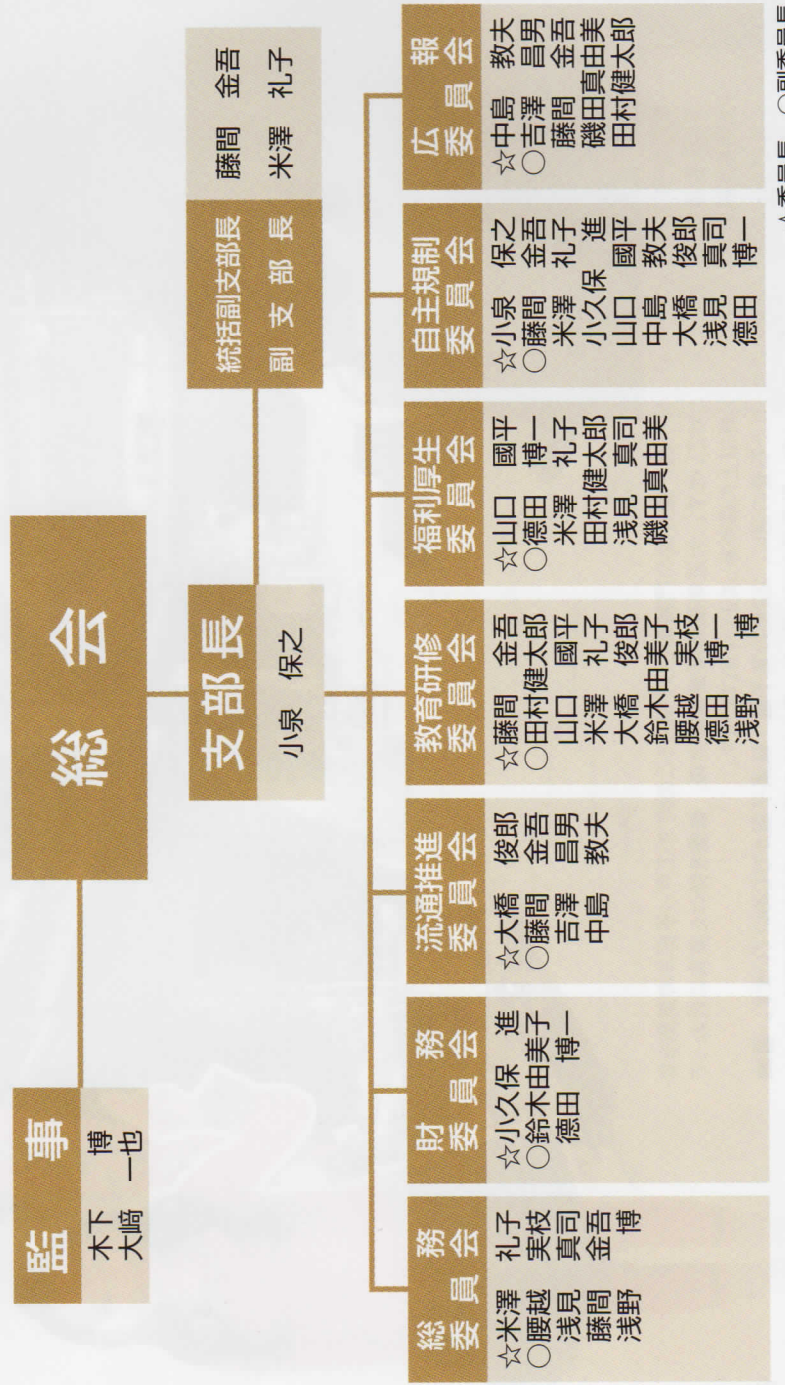 総会
監事
木下 博
大﨑 一也
支部長
小泉 保之
統括副支部長 藤間 金吾
副支部長 米澤 礼子
総務委員会
☆米澤 礼子
○腰越 実枝
浅見 真司
藤間 金吾
浅野 博
財務委員会
☆小久保 進
○鈴木由美子
德田 博一
流通推進委員会
☆大橋 俊郎
○藤間 金吾
吉澤 昌男
中島 教夫
教育研修委員会
☆藤間 金吾
○田村健太郎
山口 國平
米澤 礼子
大橋 俊郎
鈴木由美子
腰越 実枝
德田 博一
浅野 博
福利厚生委員会
☆山口 國平
○德田 博一
米澤 礼子
田村健太郎
浅見 真司
磯田真由美
自主規制委員会
☆小泉 保之
○藤間 金吾
米澤 礼子
小久保 進
山口 國平
中島 教夫
大橋 俊郎
浅見 真司
德田 博一
広報委員会
☆中島 教夫
○吉澤 昌男
藤間 金吾
磯田真由美
田村健太郎
☆委員長 ○副委員長